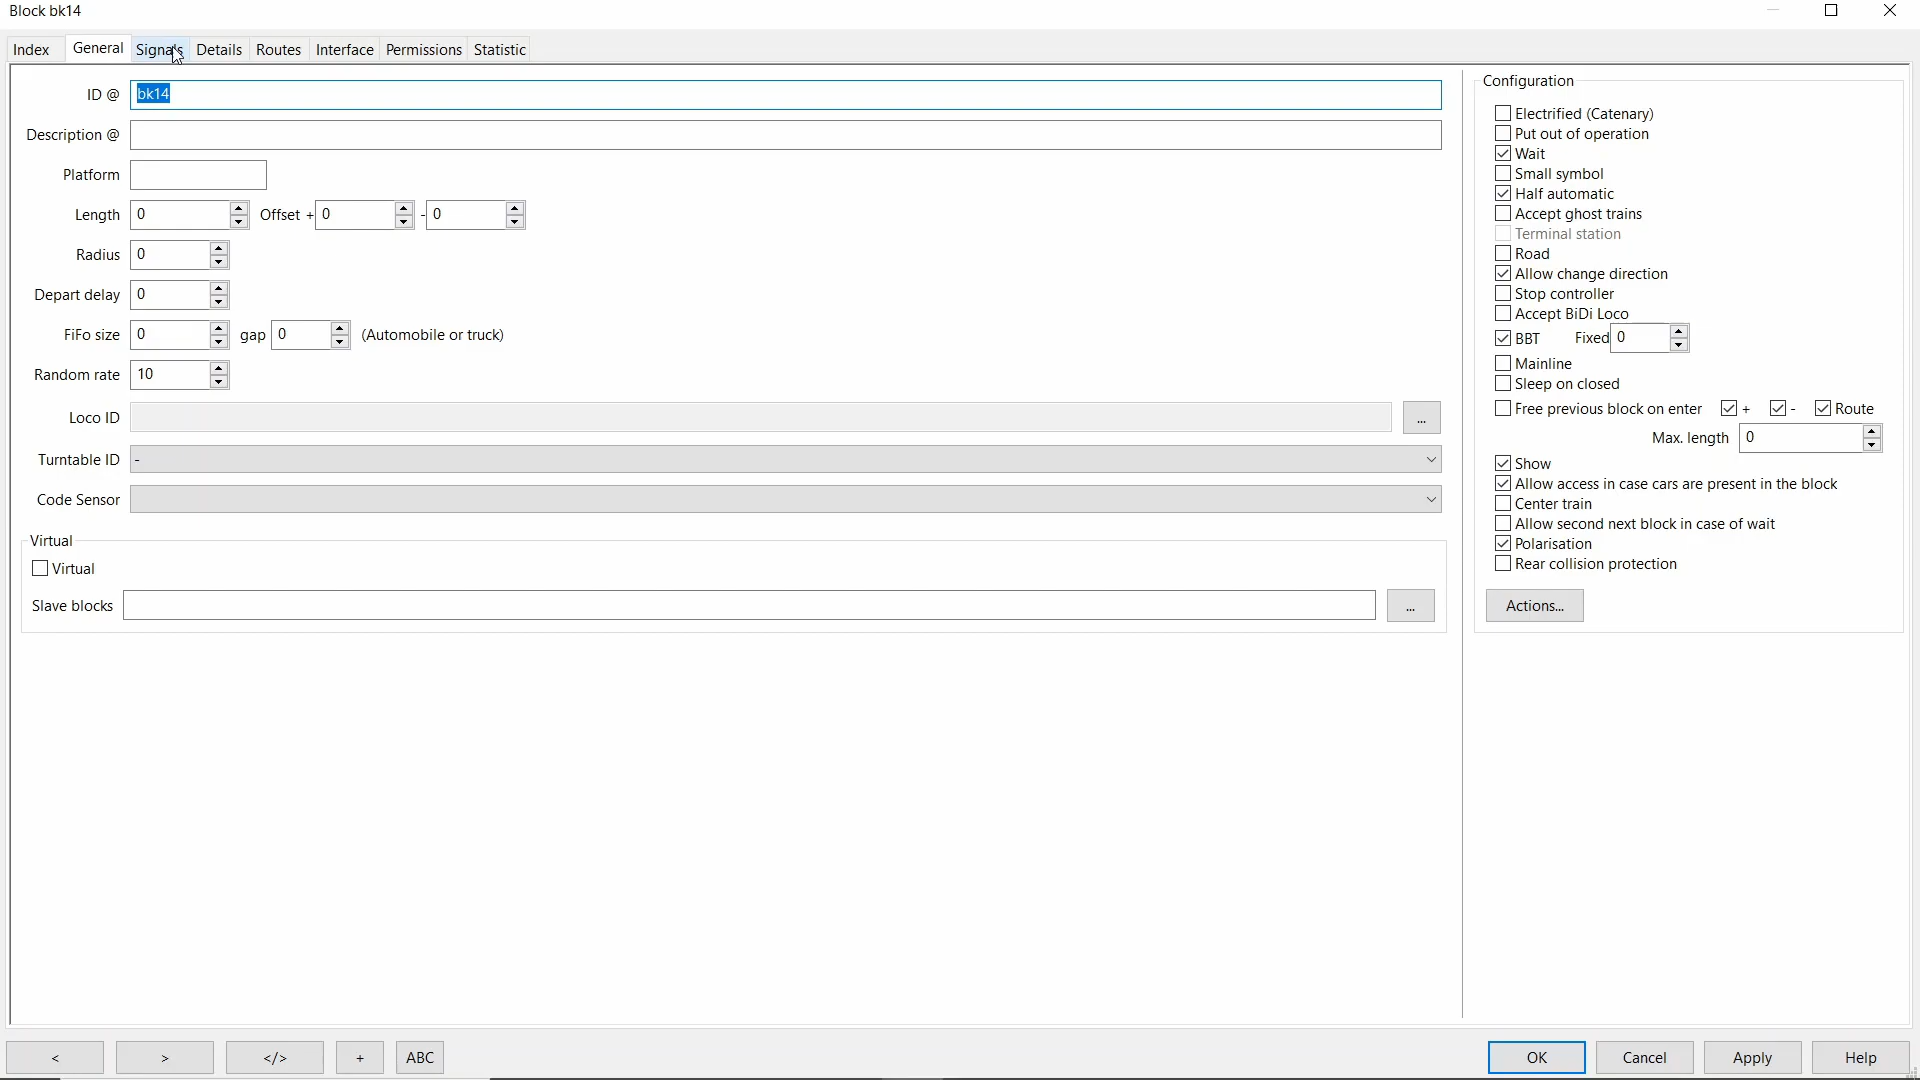 Block bk14
Index General Signals Details Routes Interface Permissions Statistic
ID @ bk14
Description @
Platform
Length 0 Offset + 0 - 0
Radius 0
Depart delay 0
FiFo size 0 gap 0 (Automobile or truck)
Random rate 10
Loco ID ...
Turntable ID -
Code Sensor
Virtual
Virtual
Slave blocks ...
Configuration
Electrified (Catenary)
Put out of operation
Wait
Small symbol
Half automatic
Accept ghost trains
Terminal station
Road
Allow change direction
Stop controller
Accept BiDi Loco
BBT Fixed 0
Mainline
Sleep on closed
Free previous block on enter + - Route
Max. length 0
Show
Allow access in case cars are present in the block
Center train
Allow second next block in case of wait
Polarisation
Rear collision protection
Actions...
< > </> + ABC OK Cancel Apply Help